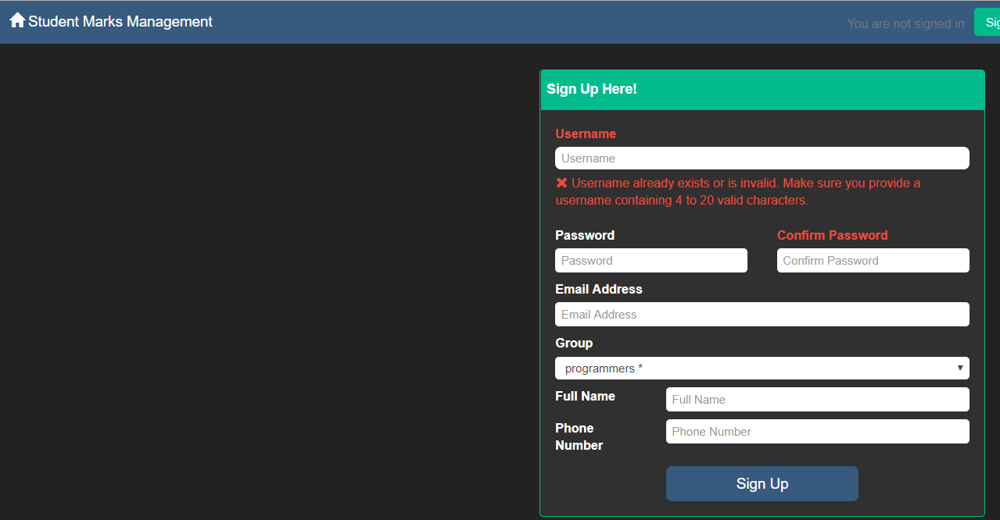 Student Marks Management
You are not signed in
Sig
Sign Up Here!
Username
Username
Username already exists or is invalid. Make sure you provide a
username containing 4 to 20 valid characters.
Password
Confirm Password
Password
Confirm Password
Email Address
Email Address
Group
programmers *
Full Name
Full Name
Phone
Number
Phone Number
Sign Up